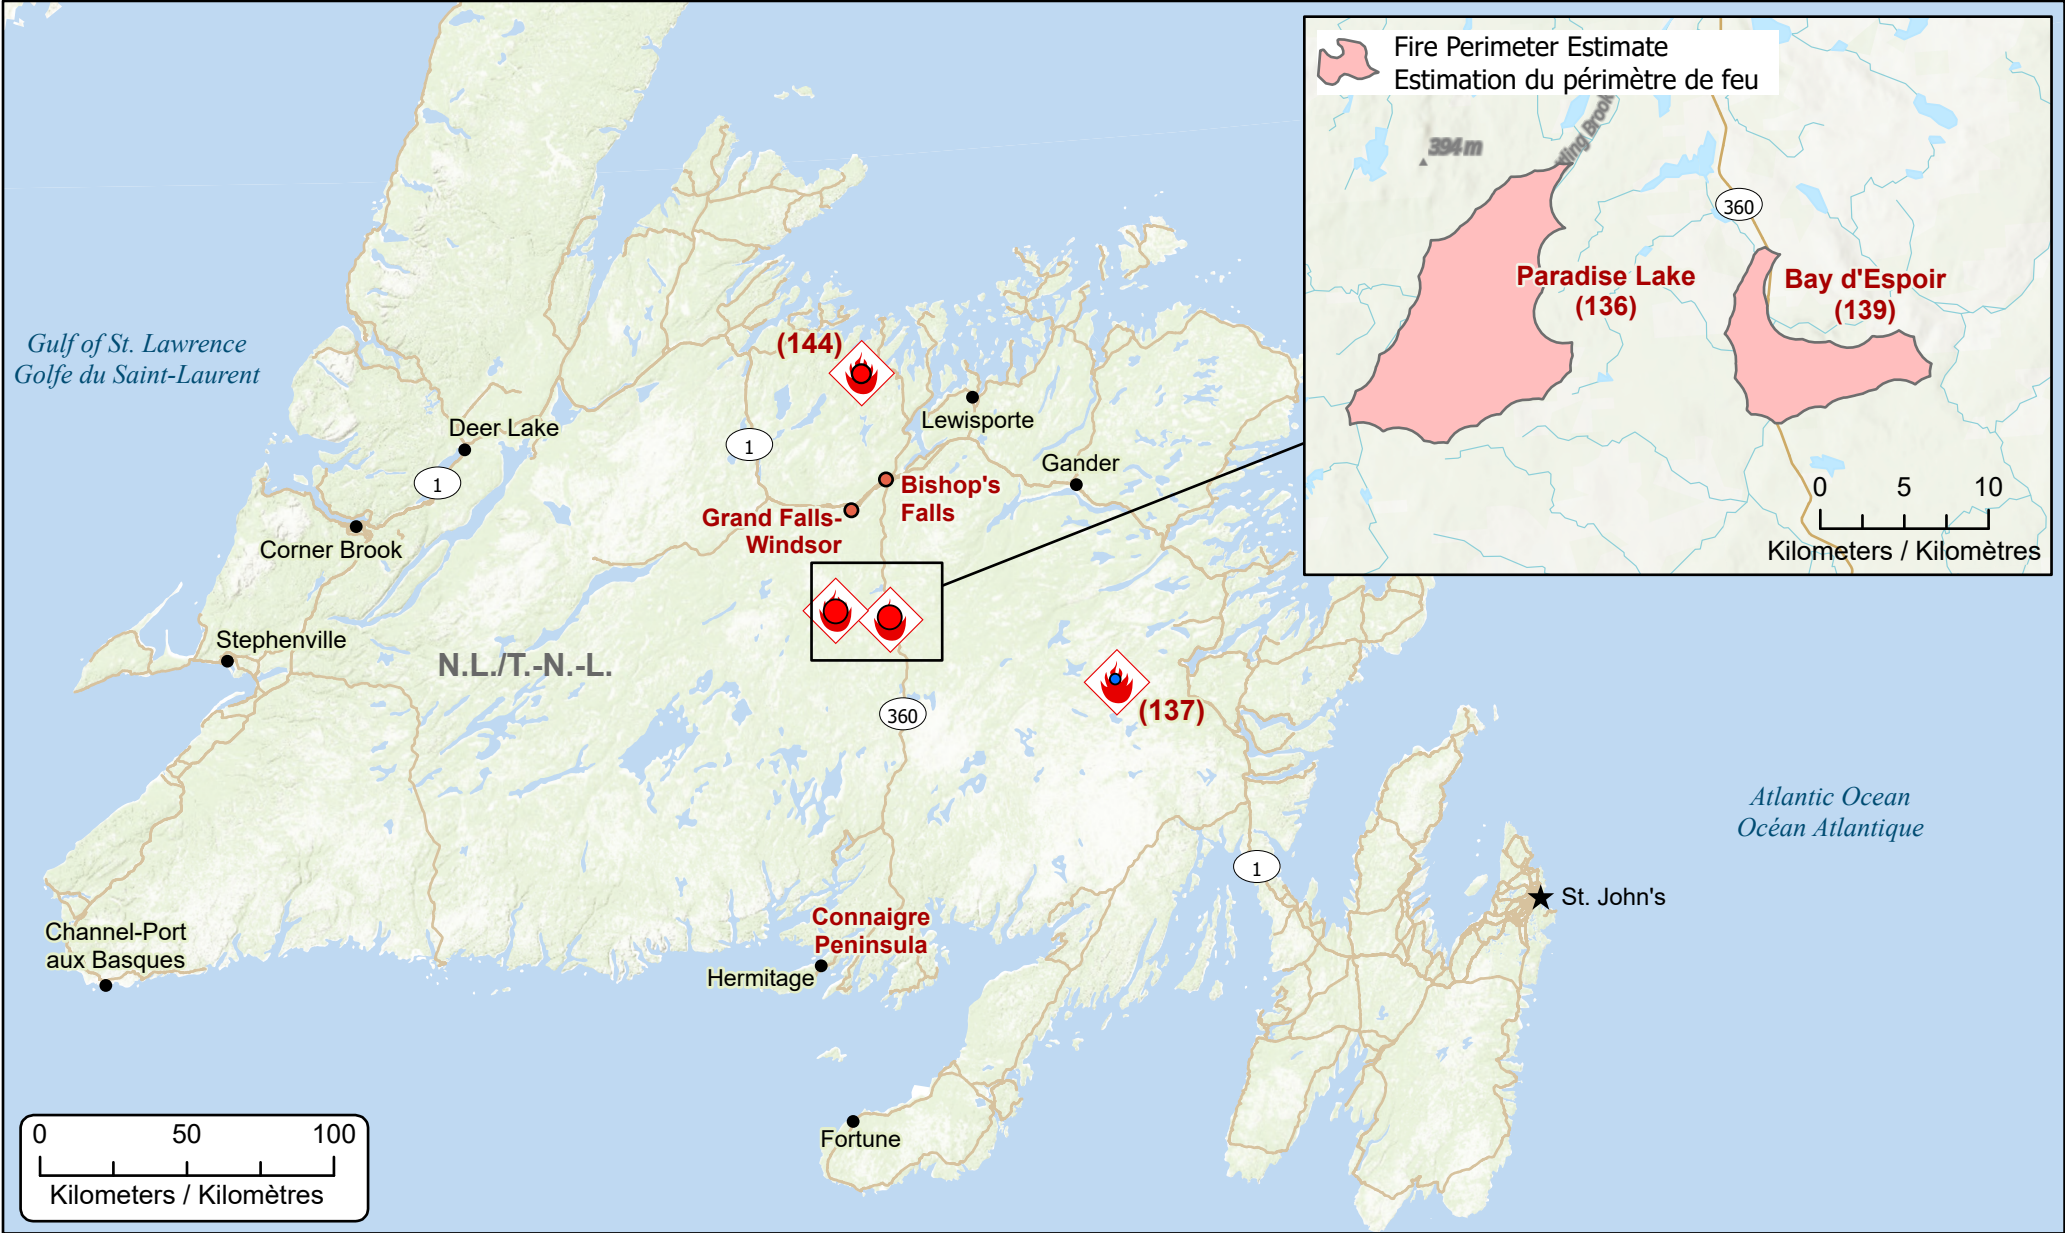 Fire Perimeter Estimate
Estimation du périmètre de feu
394 m
360
Paradise Lake
(136)
Bay d'Espoir
(139)
0 5 10
Kilometers / Kilomètres
Gulf of St. Lawrence
Golfe du Saint-Laurent
(144)
Lewisporte
Deer Lake
1
1
Gander
Bishop's
Falls
Grand Falls-
Windsor
Corner Brook
Stephenville
N.L./T.-N.-L.
360
(137)
Atlantic Ocean
Océan Atlantique
1
St. John's
Connaigre
Peninsula
Hermitage
Channel-Port
aux Basques
Fortune
0 50 100
Kilometers / Kilomètres